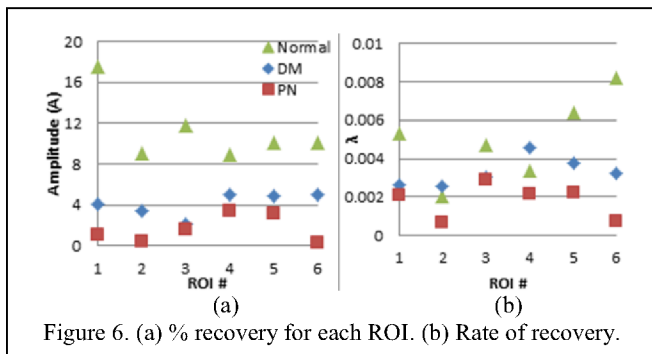 20
16
12
8
4
0
Amplitude (A)
Normal
DM
PN
1 2 3 4 5 6
ROI #
(a)
0.01
0.008
0.006
0.004
0.002
0
λ
1 2 3 4 5 6
ROI #
(b)
Figure 6. (a) % recovery for each ROI. (b) Rate of recovery.